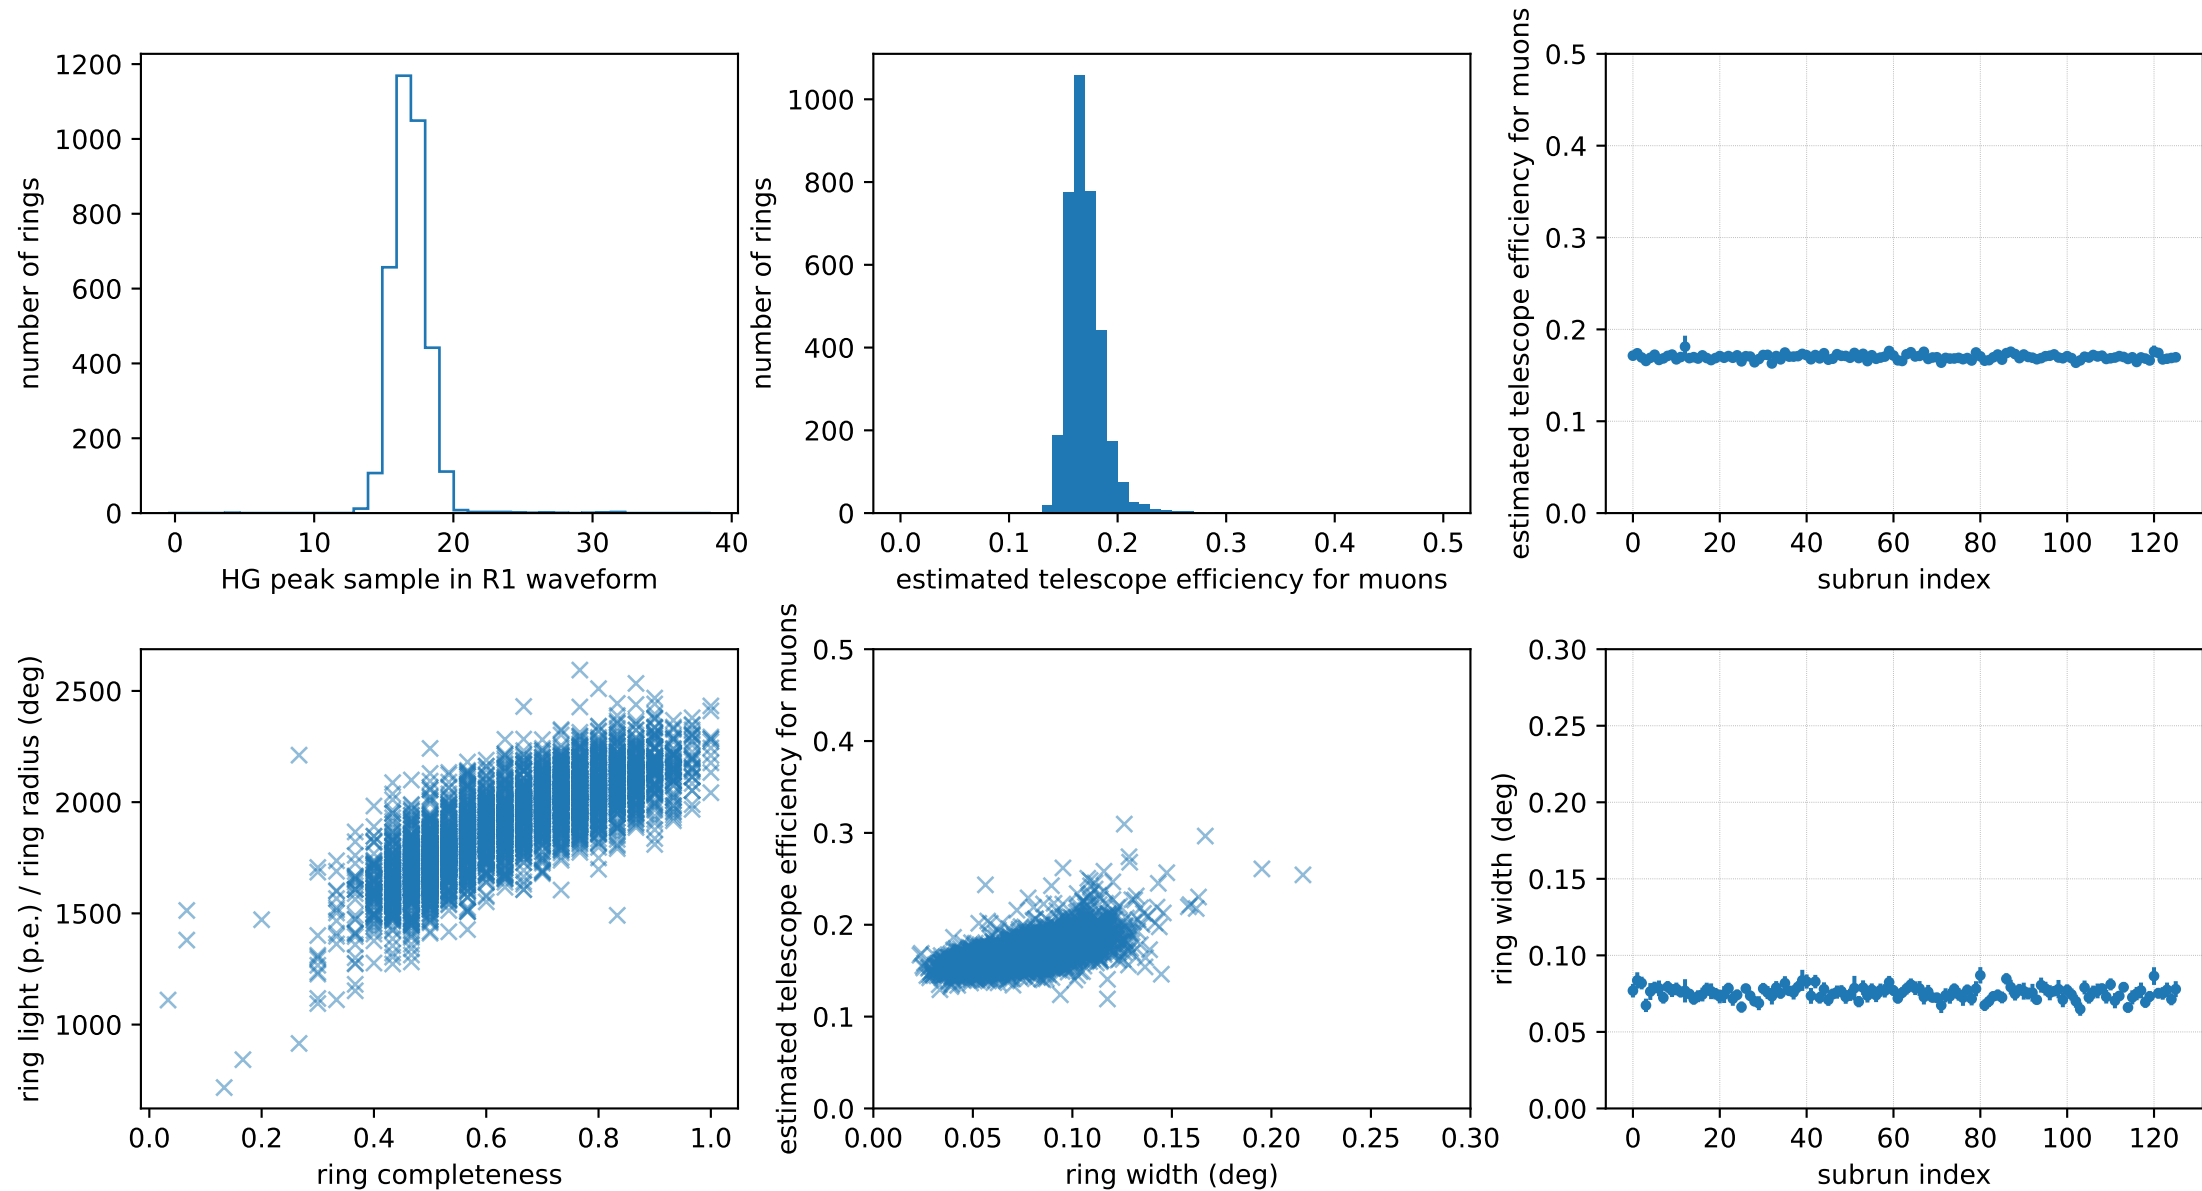 1200
1000
800
600
400
200
0
number of rings
0 10 20 30 40
HG peak sample in R1 waveform
1000
800
600
400
200
0
number of rings
0.0 0.1 0.2 0.3 0.4 0.5
estimated telescope efficiency for muons
0.5
0.4
0.3
0.2
0.1
0.0
estimated telescope efficiency for muons
0 20 40 60 80 100 120
subrun index
2500
2000
1500
1000
ring light (p.e.) / ring radius (deg)
0.0 0.2 0.4 0.6 0.8 1.0
ring completeness
0.5
0.4
0.3
0.2
0.1
0.0
estimated telescope efficiency for muons
0.00 0.05 0.10 0.15 0.20 0.25 0.30
ring width (deg)
0.30
0.25
0.20
0.15
0.10
0.05
0.00
ring width (deg)
0 20 40 60 80 100 120
subrun index